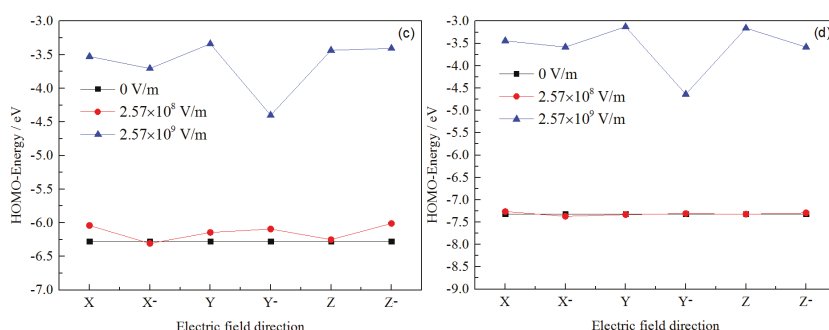 (c)
HOMO-Energy / eV
-3.0
-3.5
-4.0
-4.5
-5.0
-5.5
-6.0
-6.5
-7.0
0 V/m
2.57×10⁸ V/m
2.57×10⁹ V/m
X X- Y Y- Z Z-
Electric field direction
(d)
HOMO-Energy / eV
-3.0
-3.5
-4.0
-4.5
-5.0
-5.5
-6.0
-6.5
-7.0
-7.5
-8.0
-8.5
-9.0
0 V/m
2.57×10⁸ V/m
2.57×10⁹ V/m
X X- Y Y- Z Z-
Electric field direction